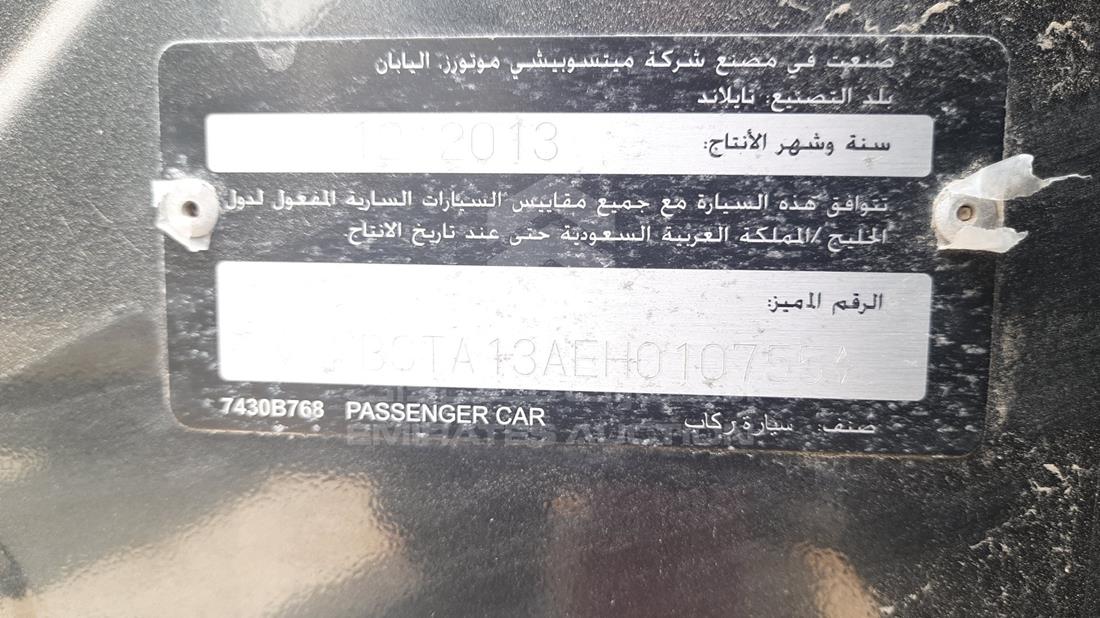 صنعت في مصنع شركة ميتسوبيشي موتورز. اليابان
بلد التصنيع: تايلاند
سنة وشهر الأنتاج: 12 2013
تتوافق هذه السيارة مع جميع مقاييس السيارات السارية المفعول لدول
الخليج /المملكة العربية السعودية حتى عند تاريخ الانتاج.
الرقم المميز:
صنف: سيارة ركاب
7430B768 PASSENGER CAR
EMIRATES AUCTION